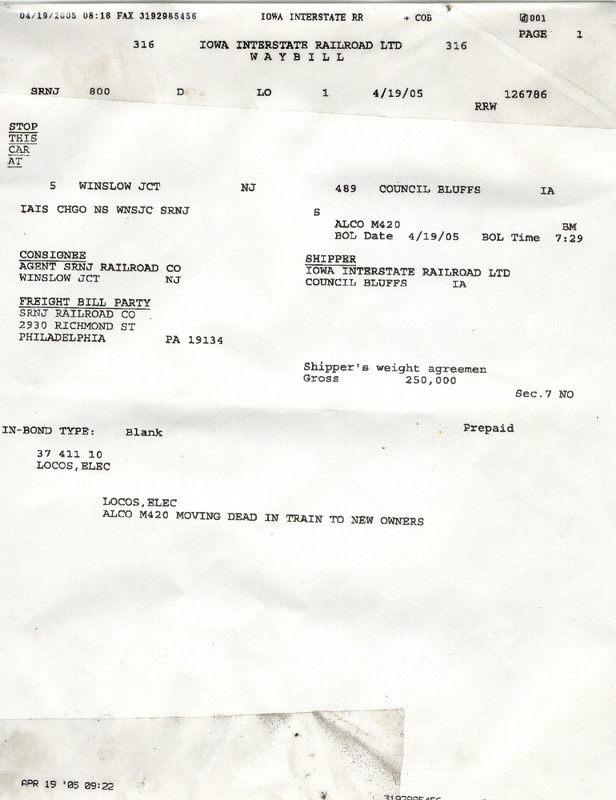 04/19/2005 08:16 FAX 3192985456 IOWA INTERSTATE RR → COB 001
PAGE 1
316 IOWA INTERSTATE RAILROAD LTD 316
W A Y B I L L
SRNJ 800 D LO 1 4/19/05 126786
RRW
STOP
THIS
CAR
AT
5 WINSLOW JCT NJ 489 COUNCIL BLUFFS IA
IAIS CHGO NS WNSJC SRNJ S
ALCO M420 BM
BOL Date 4/19/05 BOL Time 7:29
CONSIGNEE
AGENT SRNJ RAILROAD CO
WINSLOW JCT NJ
SHIPPER
IOWA INTERSTATE RAILROAD LTD
COUNCIL BLUFFS IA
FREIGHT BILL PARTY
SRNJ RAILROAD CO
2930 RICHMOND ST
PHILADELPHIA PA 19134
Shipper's weight agreemen
Gross 250,000
Sec.7 NO
IN-BOND TYPE: Blank Prepaid
37 411 10
LOCOS,ELEC
LOCOS,ELEC
ALCO M420 MOVING DEAD IN TRAIN TO NEW OWNERS
APR 19 '05 09:22